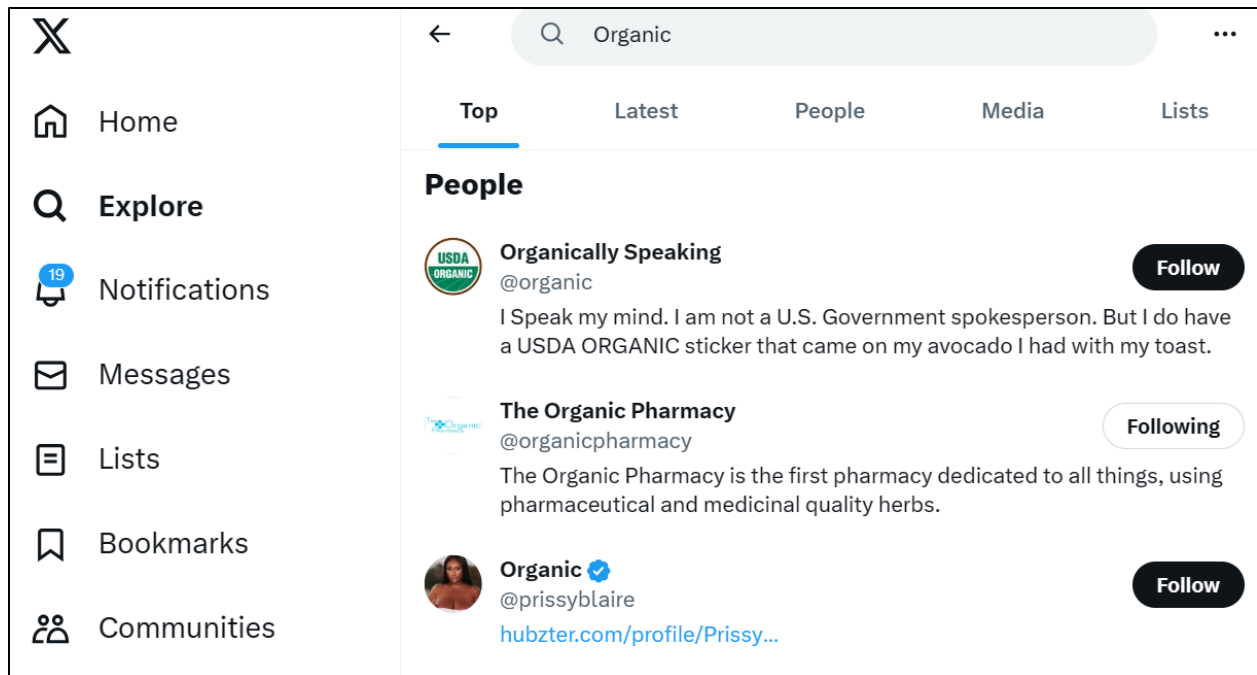 Organic
Top Latest People Media Lists
Home
Explore
19
Notifications
Messages
Lists
Bookmarks
Communities
People
USDA
ORGANIC
Organically Speaking
@organic
Follow
I Speak my mind. I am not a U.S. Government spokesperson. But I do have
a USDA ORGANIC sticker that came on my avocado I had with my toast.
The Organic
Pharmacy
The Organic Pharmacy
@organicpharmacy
Following
The Organic Pharmacy is the first pharmacy dedicated to all things, using
pharmaceutical and medicinal quality herbs.
Organic
@prissyblaire
Follow
hubzter.com/profile/Prissy...